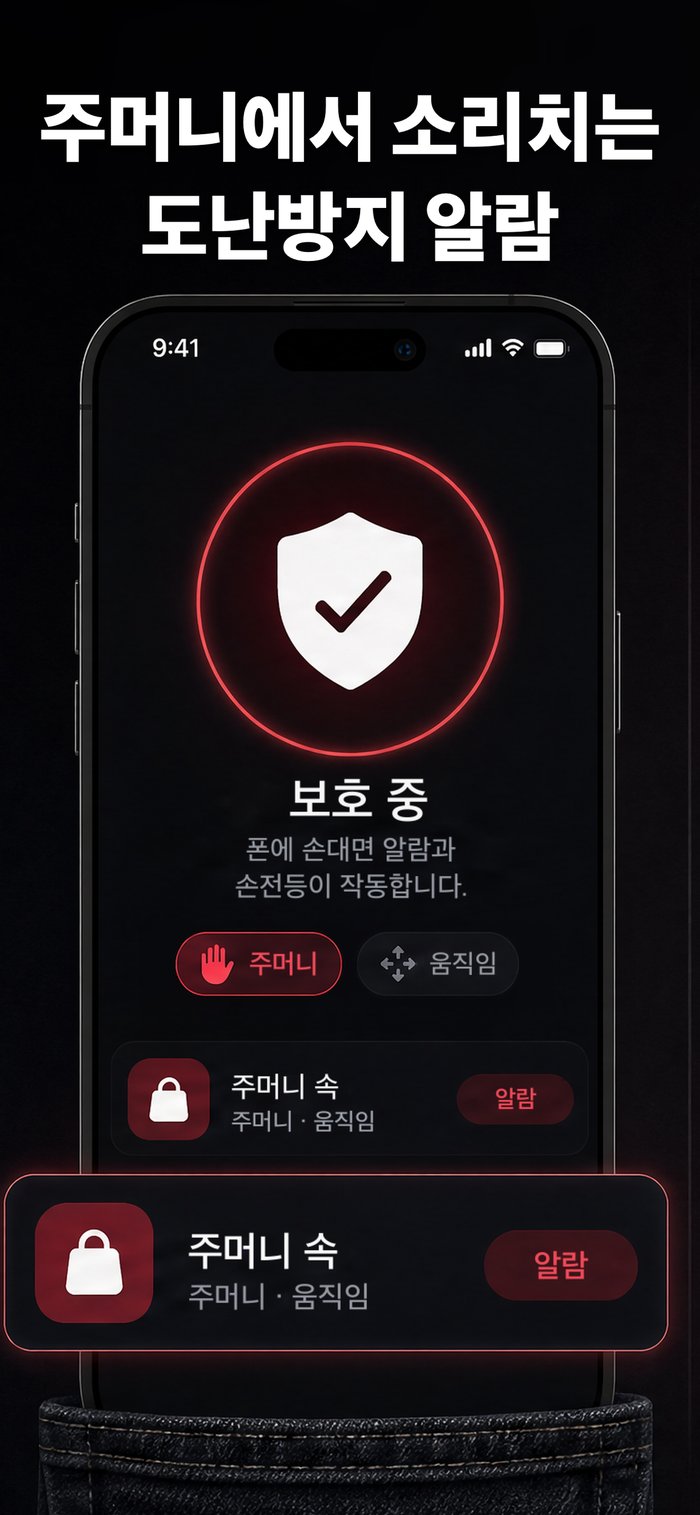 주머니에서 소리치는
도난방지 알람
9:41
보호 중
폰에 손대면 알람과
손전등이 작동합니다.
주머니
움직임
주머니 속
알람
주머니 · 움직임
주머니 속
알람
주머니 · 움직임